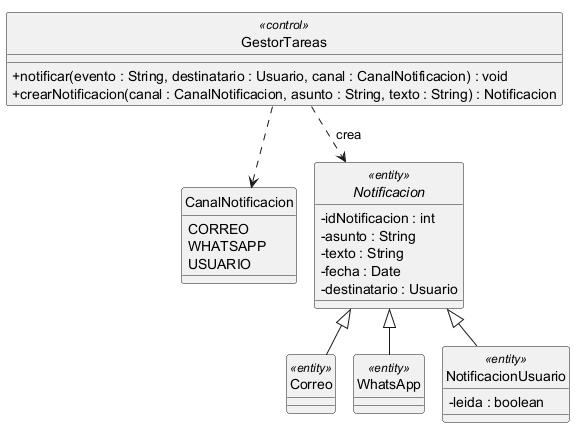 «control»
GestorTareas
+notificar(evento : String, destinatario : Usuario, canal : CanalNotificacion) : void
+crearNotificacion(canal : CanalNotificacion, asunto : String, texto : String) : Notificacion
crea
CanalNotificacion
CORREO
WHATSAPP
USUARIO
«entity»
Notificacion
-idNotificacion : int
-asunto : String
-texto : String
-fecha : Date
-destinatario : Usuario
«entity»
Correo
«entity»
WhatsApp
«entity»
NotificacionUsuario
-leida : boolean